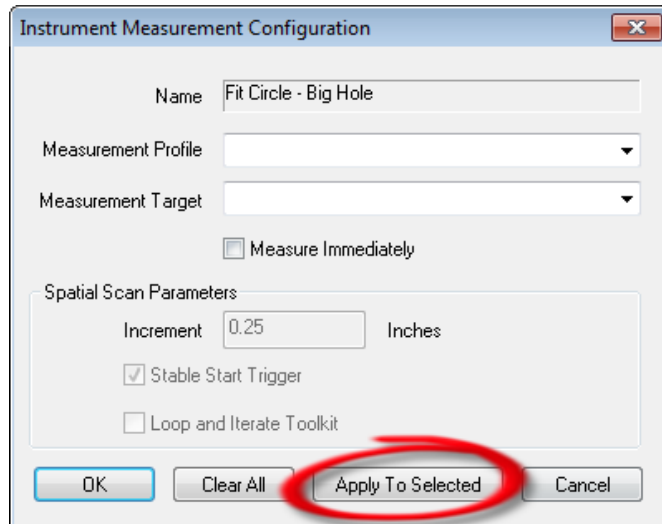 Instrument Measurement Configuration
Name Fit Circle - Big Hole
Measurement Profile
Measurement Target
Measure Immediately
Spatial Scan Parameters
Increment 0.25 Inches
Stable Start Trigger
Loop and Iterate Toolkit
OK Clear All Apply To Selected Cancel